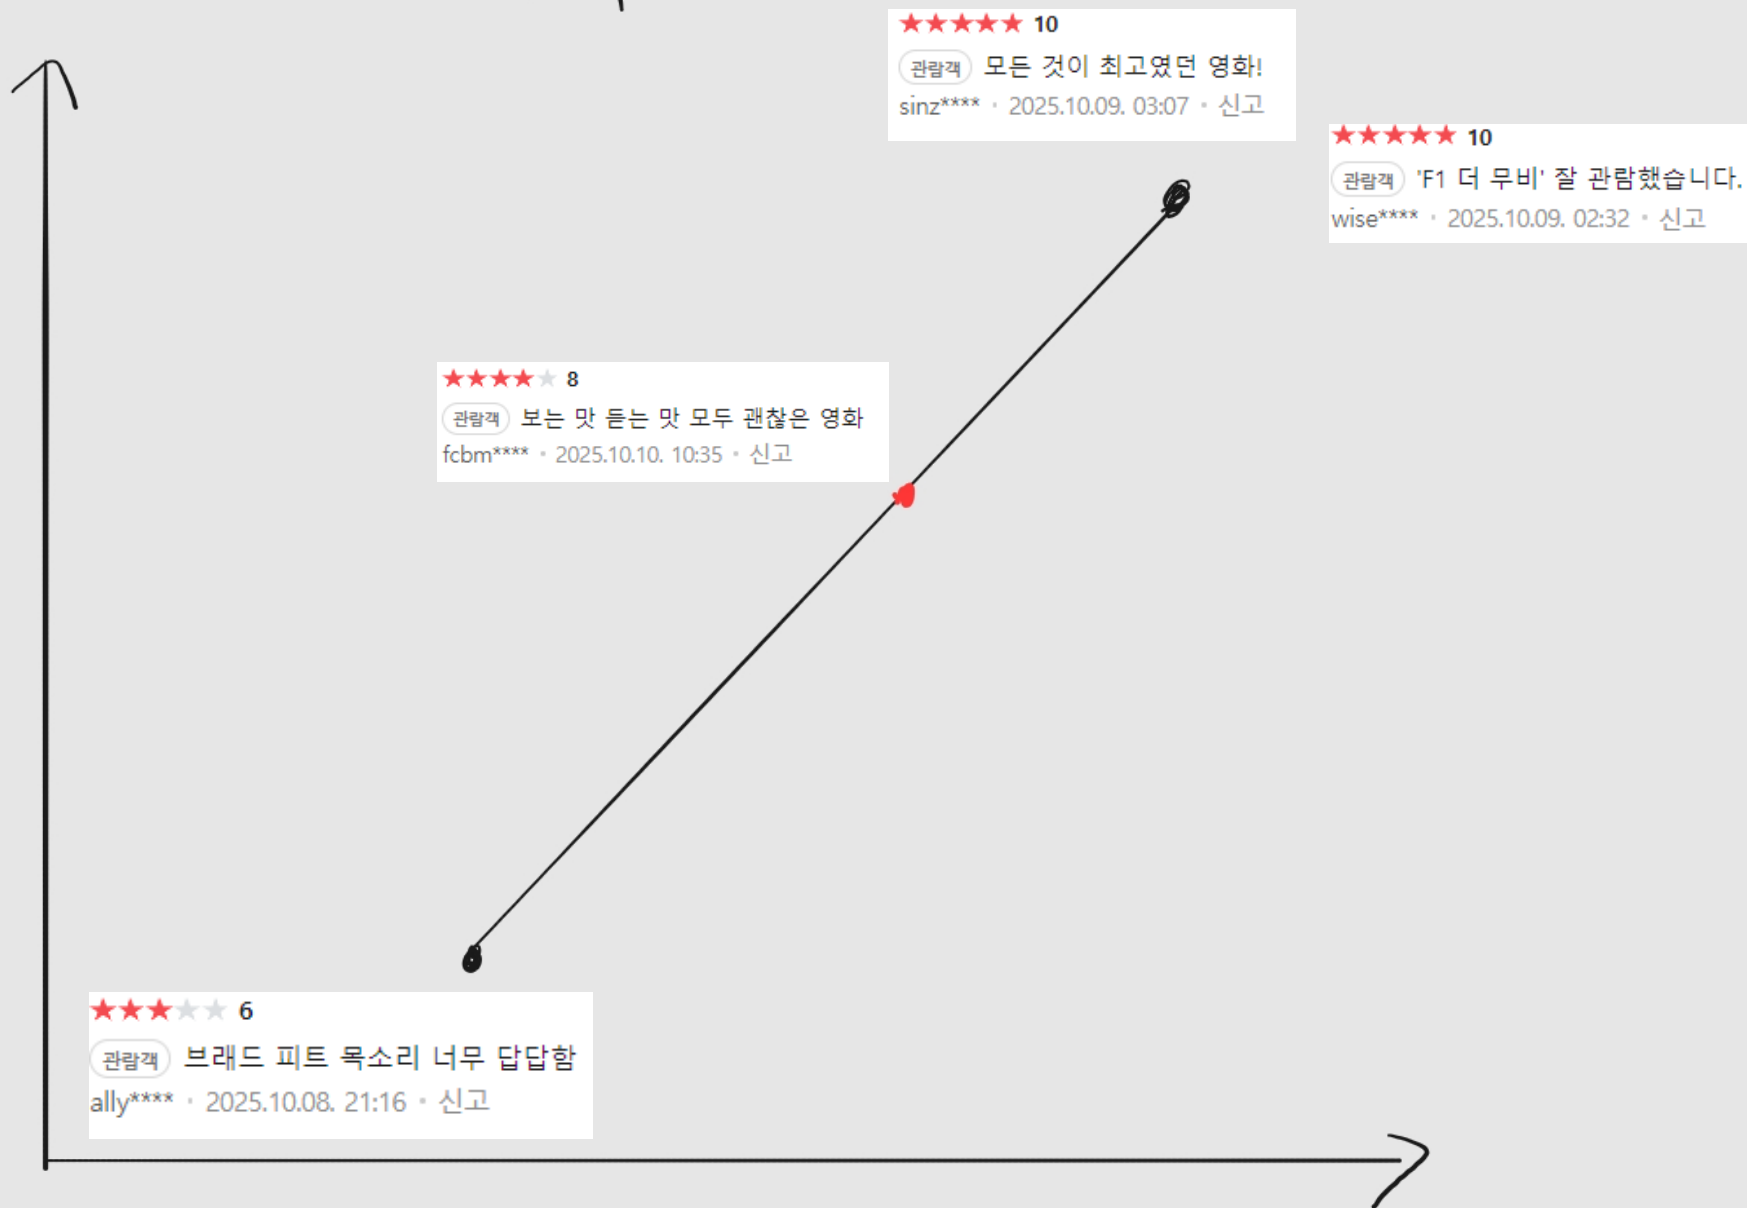 ★★★★★ 10
관람객 모든 것이 최고였던 영화!
sinz**** · 2025.10.09. 03:07 · 신고
★★★★★ 10
관람객 'F1 더 무비' 잘 관람했습니다.
wise**** · 2025.10.09. 02:32 · 신고
★★★★★ 8
관람객 보는 맛 듣는 맛 모두 괜찮은 영화
fcbm**** · 2025.10.10. 10:35 · 신고
★★★★★ 6
관람객 브래드 피트 목소리 너무 답답함
ally**** · 2025.10.08. 21:16 · 신고